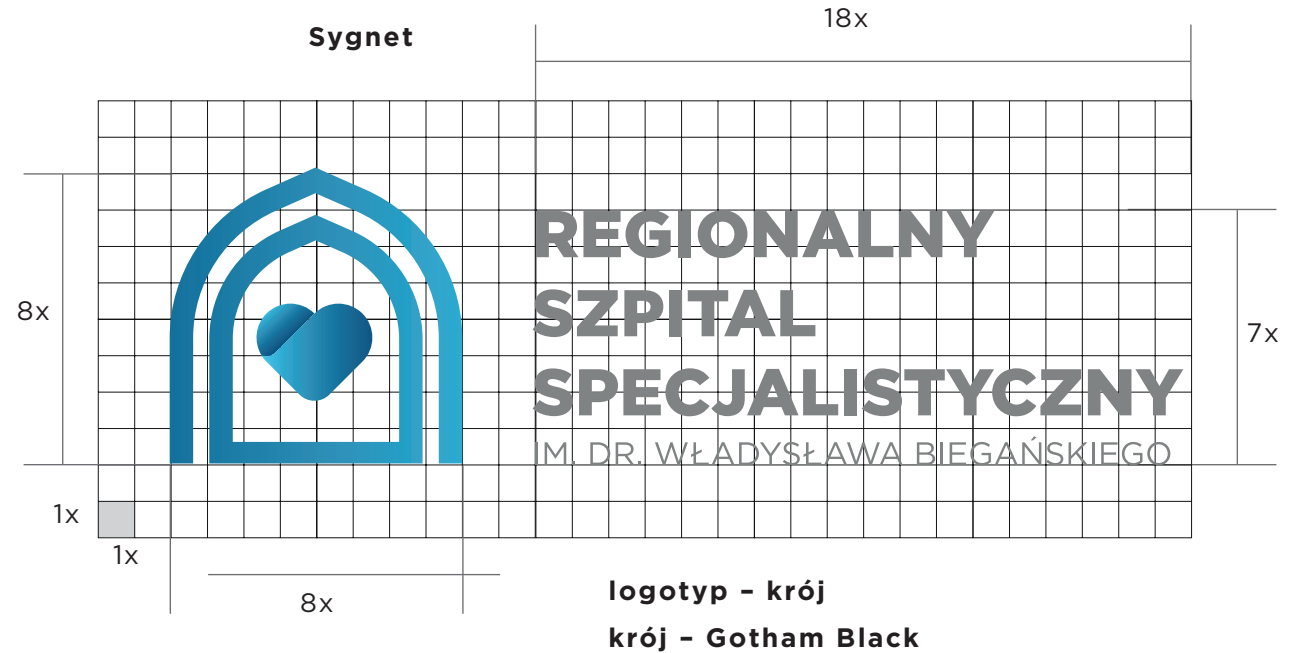 Sygnet
18x
8x
REGIONALNY
SZPITAL
SPECJALISTYCZNY
IM. DR. WŁADYSŁAWA BIEGAŃSKIEGO
7x
1x
1x
8x
logotyp – krój
krój – Gotham Black